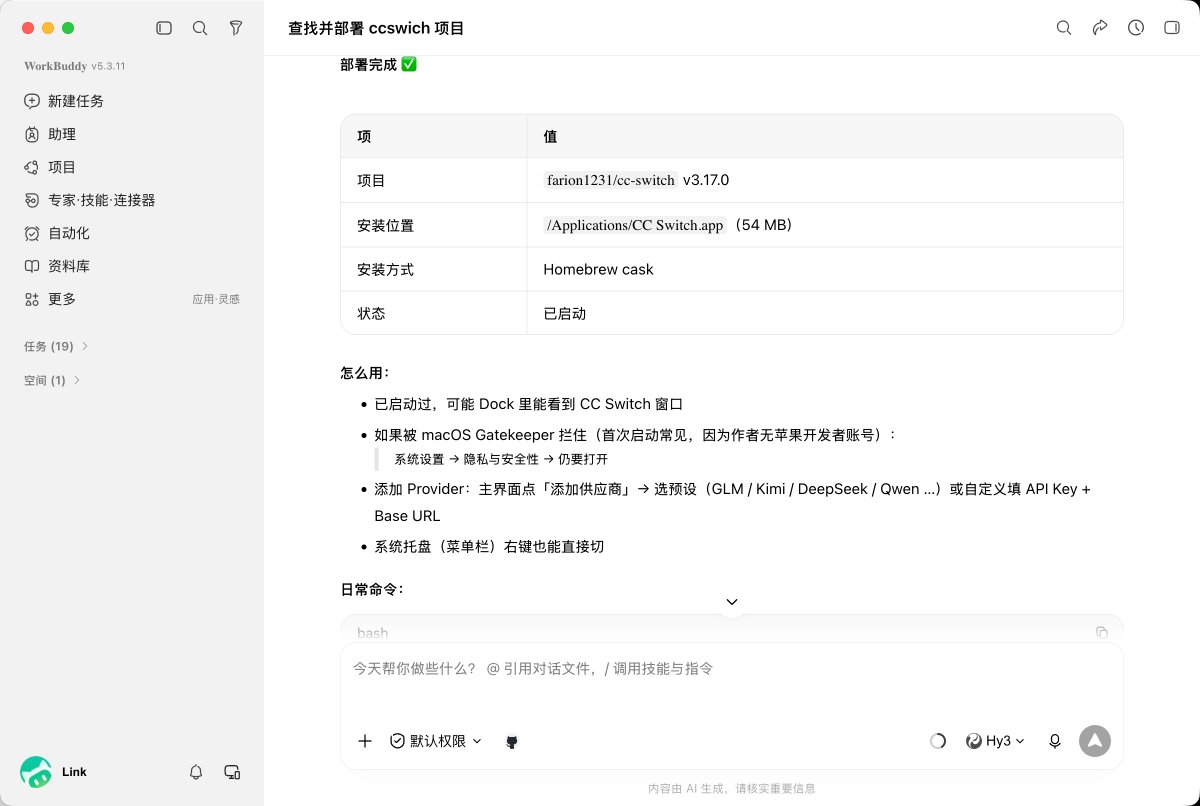 WorkBuddy v5.3.11
新建任务
助理
项目
专家·技能·连接器
自动化
资料库
更多 应用·灵感
任务 (19)
空间 (1)
Link
查找并部署 ccswich 项目
部署完成 ✅
项 值
项目 farion1231/cc-switch v3.17.0
安装位置 /Applications/CC Switch.app（54 MB）
安装方式 Homebrew cask
状态 已启动
怎么用：
• 已启动过，可能 Dock 里能看到 CC Switch 窗口
• 如果被 macOS Gatekeeper 拦住（首次启动常见，因为作者无苹果开发者账号）：
系统设置 → 隐私与安全性 → 仍要打开
• 添加 Provider：主界面点「添加供应商」→ 选预设（GLM / Kimi / DeepSeek / Qwen ...）或自定义填 API Key +
Base URL
• 系统托盘（菜单栏）右键也能直接切
日常命令：
bash
今天帮你做些什么？ @ 引用对话文件，/ 调用技能与指令
默认权限
Hy3
内容由 AI 生成，请核实重要信息